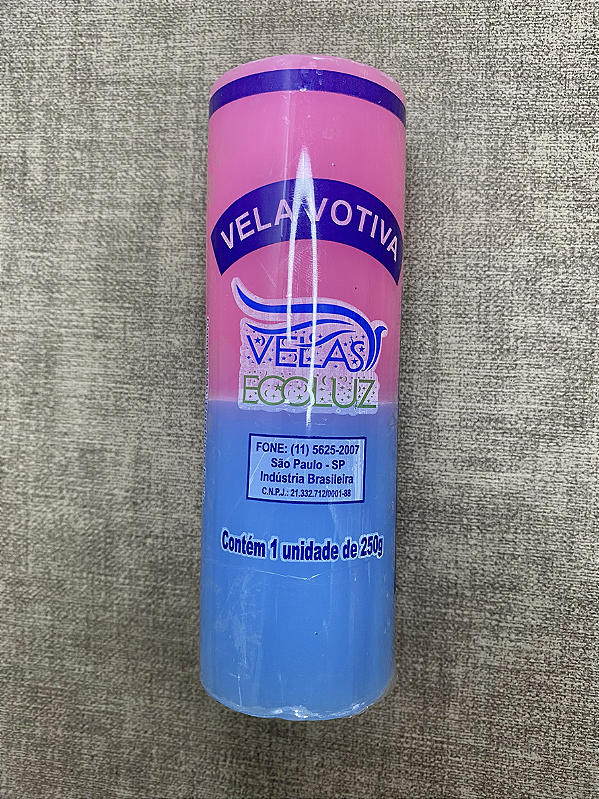 VELA VOTIVA
VELAS
ECOLUZ
FONE: (11) 5625-2007
São Paulo - SP
Indústria Brasileira
C.N.P.J.: 21.332.712/0001-88
Contém 1 unidade de 250g